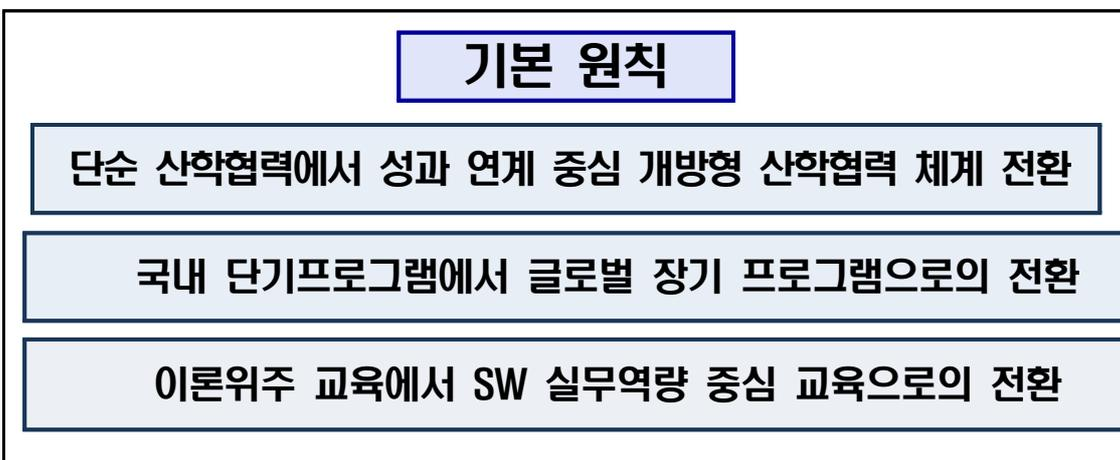 기본 원칙
단순 산학협력에서 성과 연계 중심 개방형 산학협력 체계 전환
국내 단기프로그램에서 글로벌 장기 프로그램으로의 전환
이론위주 교육에서 SW 실무역량 중심 교육으로의 전환